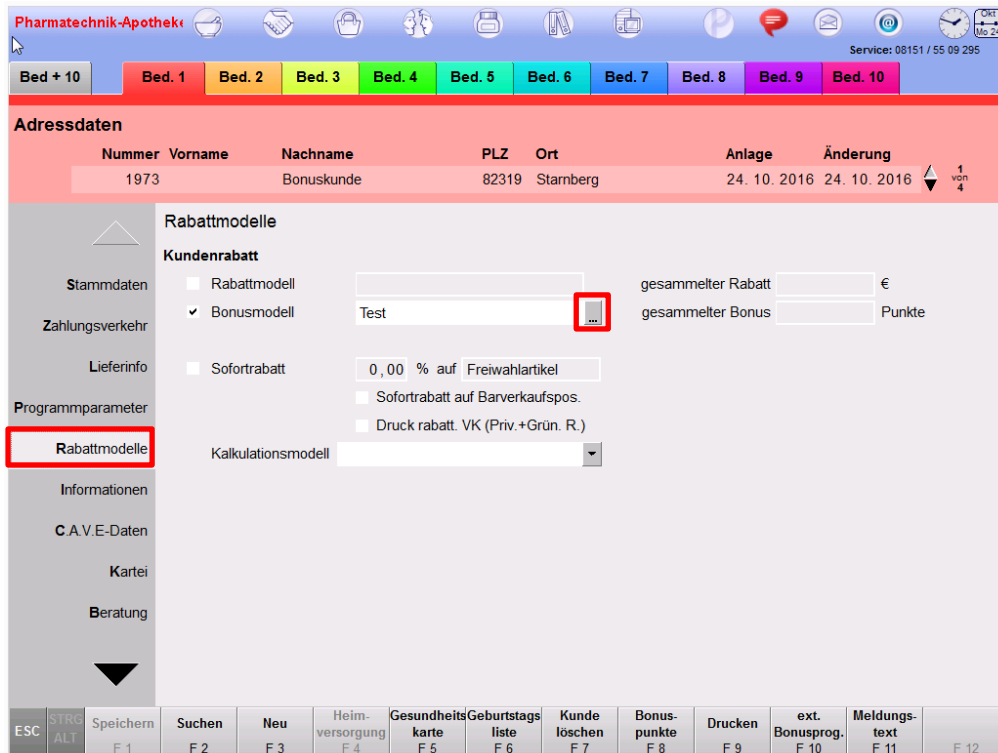 Pharmatechnik-Apotheke
Okt
Mo 24
Service: 08151 / 55 09 295
Bed + 10 Bed. 1 Bed. 2 Bed. 3 Bed. 4 Bed. 5 Bed. 6 Bed. 7 Bed. 8 Bed. 9 Bed. 10
Adressdaten
Nummer Vorname Nachname PLZ Ort Anlage Änderung
1973 Bonuskunde 82319 Starnberg 24. 10. 2016 24. 10. 2016
1
von
4
Rabattmodelle
Kundenrabatt
Rabattmodell gesammelter Rabatt €
Stammdaten
Bonusmodell Test ... gesammelter Bonus Punkte
Zahlungsverkehr
Lieferinfo
Sofortrabatt 0,00 % auf Freiwahlartikel
Sofortrabatt auf Barverkaufspos.
Programmparameter
Druck rabatt. VK (Priv.+Grün. R.)
Rabattmodelle
Kalkulationsmodell
Informationen
C.A.V.E-Daten
Kartei
Beratung
ESC
STRG
ALT
Speichern
F 1
Suchen
F 2
Neu
F 3
Heim-
versorgung
F 4
Gesundheits
karte
F 5
Geburtstags
liste
F 6
Kunde
löschen
F 7
Bonus-
punkte
F 8
Drucken
F 9
ext.
Bonusprog.
F 10
Meldungs-
text
F 11
F 12